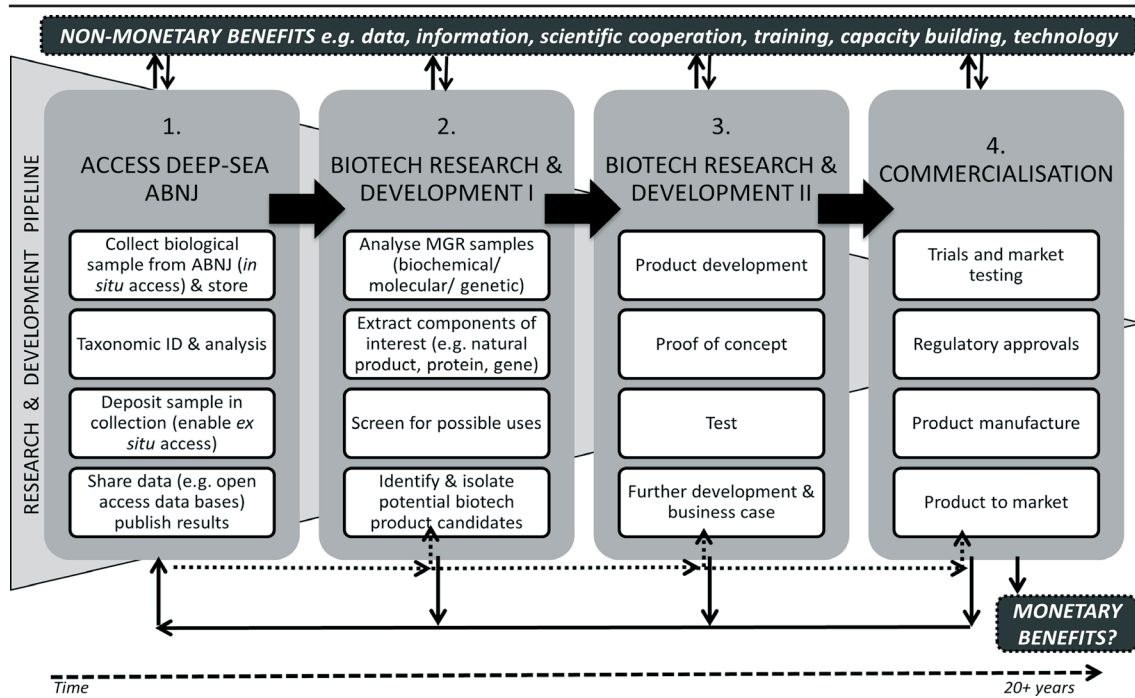 NON-MONETARY BENEFITS e.g. data, information, scientific cooperation, training, capacity building, technology
RESEARCH & DEVELOPMENT PIPELINE
1.
ACCESS DEEP-SEA
ABNJ
Collect biological
sample from ABNJ (in
situ access) & store
Taxonomic ID & analysis
Deposit sample in
collection (enable ex
situ access)
Share data (e.g. open
access data bases)
publish results
2.
BIOTECH RESEARCH &
DEVELOPMENT I
Analyse MGR samples
(biochemical/
molecular/ genetic)
Extract components of
interest (e.g. natural
product, protein, gene)
Screen for possible uses
Identify & isolate
potential biotech
product candidates
3.
BIOTECH RESEARCH &
DEVELOPMENT II
Product development
Proof of concept
Test
Further development &
business case
4.
COMMERCIALISATION
Trials and market
testing
Regulatory approvals
Product manufacture
Product to market
MONETARY
BENEFITS?
Time
20+ years